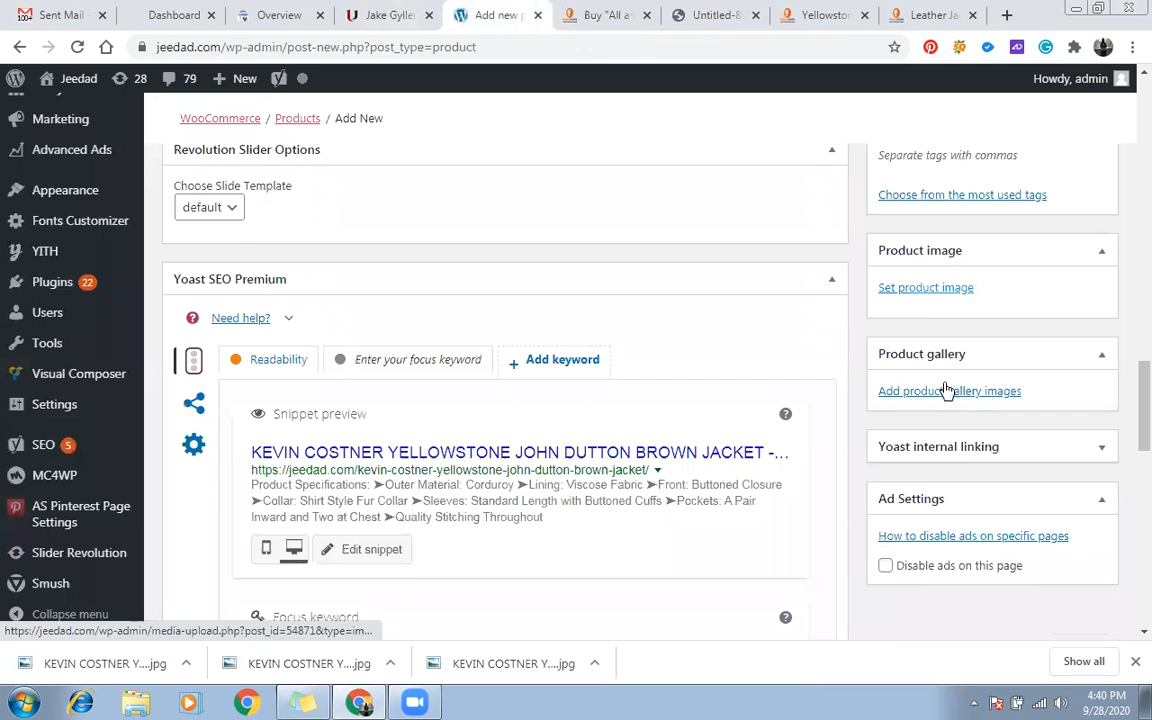 Sent Mail
Dashboard
Overview
Jake Gyller
Add new p
Buy "All a
Untitled-8
Yellowston
Leather Ja
jeedad.com/wp-admin/post-new.php?post_type=product
Jeedad
28
79
New
Howdy, admin
Marketing
Advanced Ads
Appearance
Fonts Customizer
YITH
Plugins 22
Users
Tools
Visual Composer
Settings
SEO 5
MC4WP
AS Pinterest Page
Settings
Slider Revolution
Smush
Collapse menu
WooCommerce / Products / Add New
Revolution Slider Options
Choose Slide Template
default
Yoast SEO Premium
Need help?
Readability
Enter your focus keyword
+ Add keyword
Snippet preview
KEVIN COSTNER YELLOWSTONE JOHN DUTTON BROWN JACKET -...
https://jeedad.com/kevin-costner-yellowstone-john-dutton-brown-jacket/
Product Specifications: ➤Outer Material: Corduroy ➤Lining: Viscose Fabric ➤Front: Buttoned Closure
➤Collar: Shirt Style Fur Collar ➤Sleeves: Standard Length with Buttoned Cuffs ➤Pockets: A Pair
Inward and Two at Chest ➤Quality Stitching Throughout
Edit snippet
Focus keyword
Separate tags with commas
Choose from the most used tags
Product image
Set product image
Product gallery
Add product gallery images
Yoast internal linking
Ad Settings
How to disable ads on specific pages
Disable ads on this page
https://jeedad.com/wp-admin/media-upload.php?post_id=54871&type=im...
KEVIN COSTNER Y....jpg
KEVIN COSTNER Y....jpg
KEVIN COSTNER Y....jpg
Show all
4:40 PM
9/28/2020